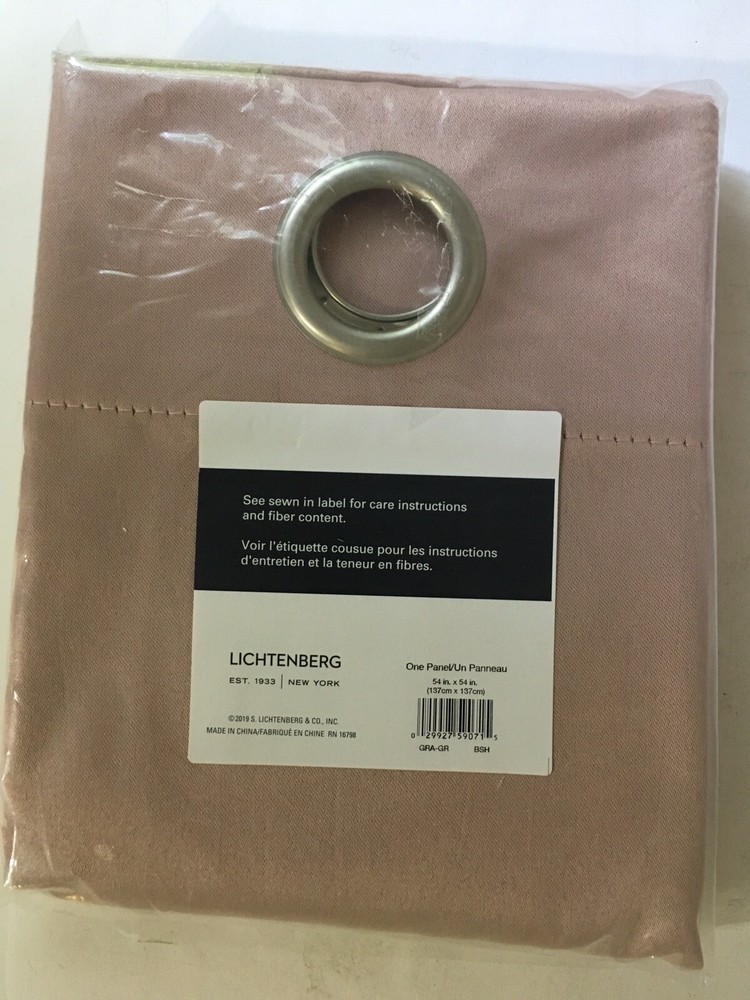 See sewn in label for care instructions
and fiber content.
Voir l'étiquette cousue pour les instructions
d'entretien et la teneur en fibres.
LICHTENBERG
EST. 1933 | NEW YORK
©2019 S. LICHTENBERG & CO., INC.
MADE IN CHINA/FABRIQUÉ EN CHINE RN 16798
One Panel/Un Panneau
54 in. x 54 in.
(137cm x 137cm)
0 29927 59071 5
GRA-GR BSH